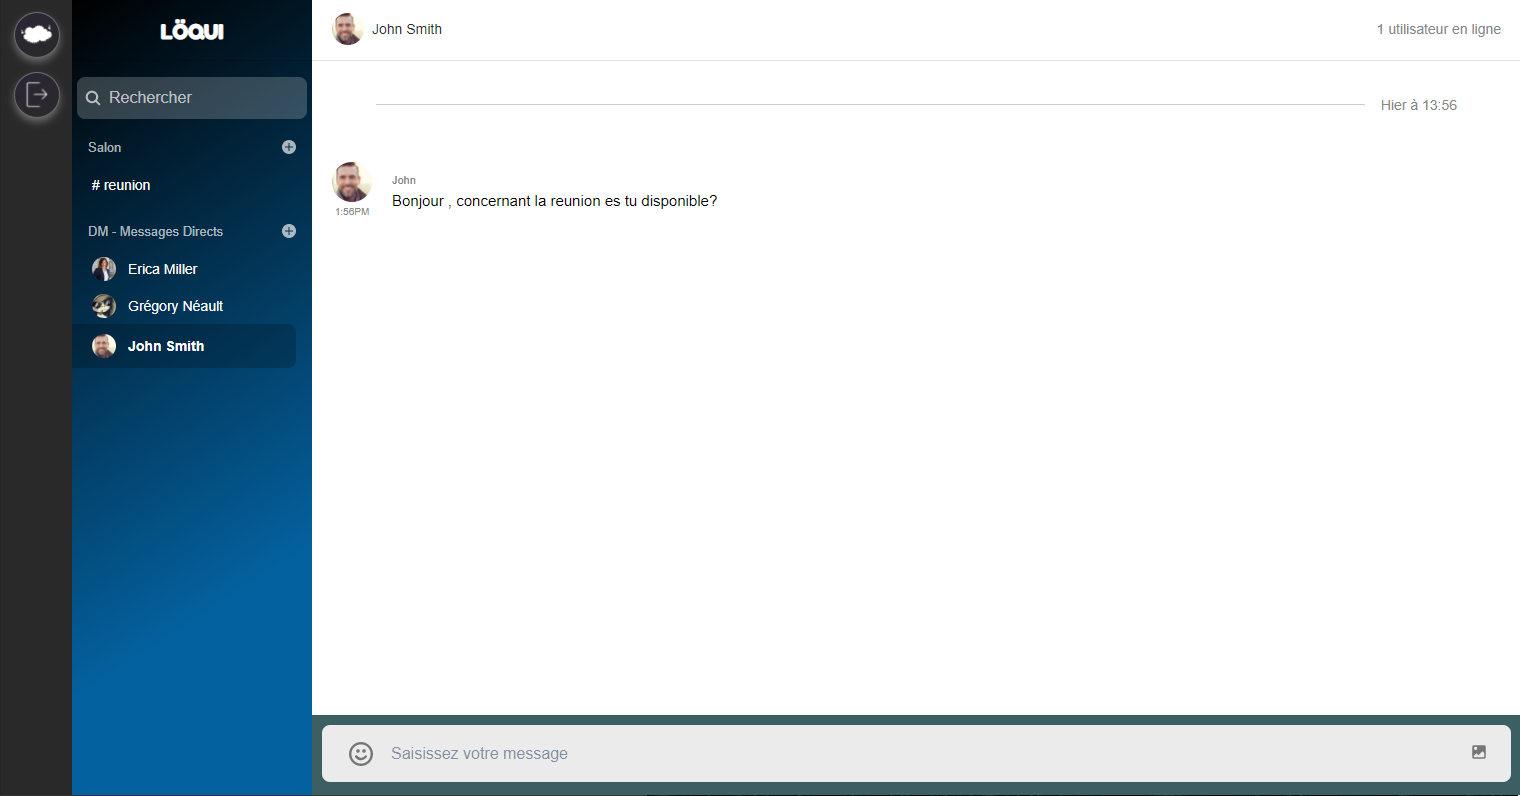 LÖQUI
Rechercher
Salon
# reunion
DM - Messages Directs
Erica Miller
Grégory Néault
John Smith
John Smith
1 utilisateur en ligne
Hier à 13:56
John
Bonjour , concernant la reunion es tu disponible?
1:56PM
Saisissez votre message